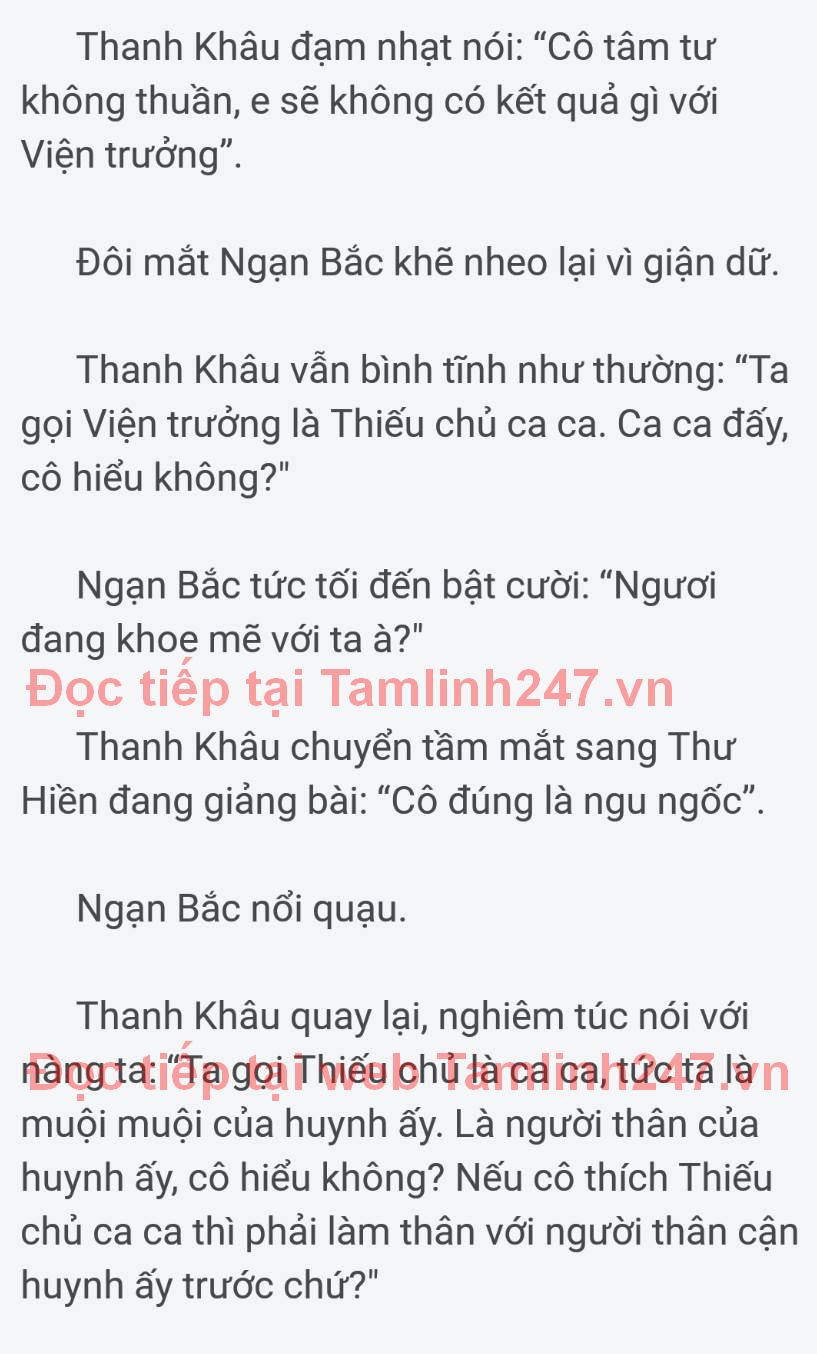 Thanh Khâu đạm nhạt nói: “Cô tâm tư
không thuần, e sẽ không có kết quả gì với
Viện trưởng”.
Đôi mắt Ngạn Bắc khẽ nheo lại vì giận dữ.
Thanh Khâu vẫn bình tĩnh như thường: “Ta
gọi Viện trưởng là Thiếu chủ ca ca. Ca ca đấy,
cô hiểu không?"
Ngạn Bắc tức tối đến bật cười: “Ngươi
đang khoe mẽ với ta à?"
Đọc tiếp tại Tamlinh247.vn
Thanh Khâu chuyển tầm mắt sang Thư
Hiền đang giảng bài: “Cô đúng là ngu ngốc”.
Ngạn Bắc nổi quạu.
Thanh Khâu quay lại, nghiêm túc nói với
nàng ta: “Ta gọi Thiếu chủ là ca ca, tức ta là
Đọc tiếp tại web Tamlinh247.vn
muội muội của huynh ấy. Là người thân của
huynh ấy, cô hiểu không? Nếu cô thích Thiếu
chủ ca ca thì phải làm thân với người thân cận
huynh ấy trước chứ?"